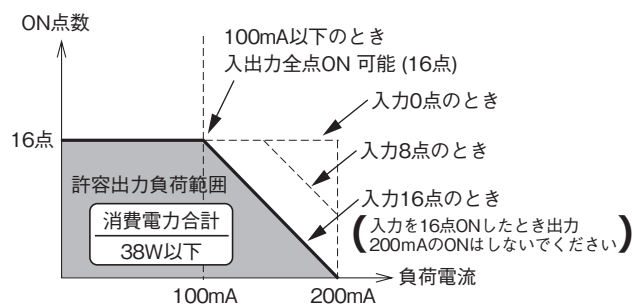 ON点数
100mA以下のとき
入出力全点ON 可能 (16点)
入力0点のとき
16点
入力8点のとき
許容出力負荷範囲
入力16点のとき
消費電力合計
38W以下
(入力を16点ONしたとき出力
200mAのONはしないでください)
負荷電流
100mA
200mA